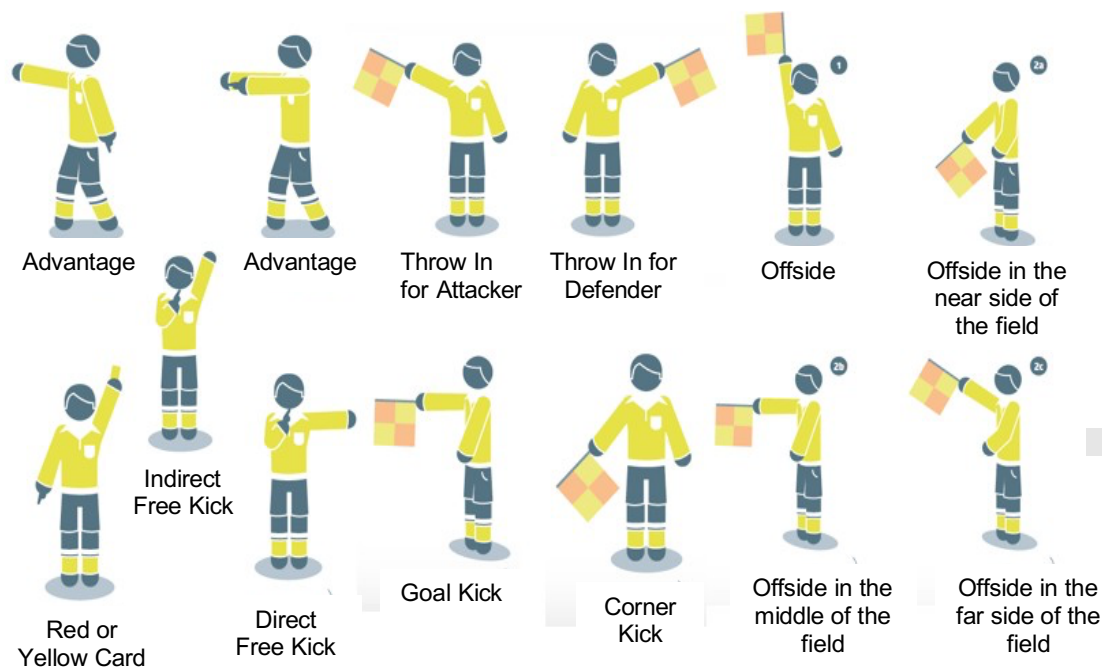 1
2a
Advantage
Advantage
Throw In
for Attacker
Throw In for
Defender
Offside
Offside in the
near side of
the field
2b
2c
Indirect
Free Kick
Red or
Yellow Card
Direct
Free Kick
Goal Kick
Corner
Kick
Offside in the
middle of the
field
Offside in the
far side of the
field